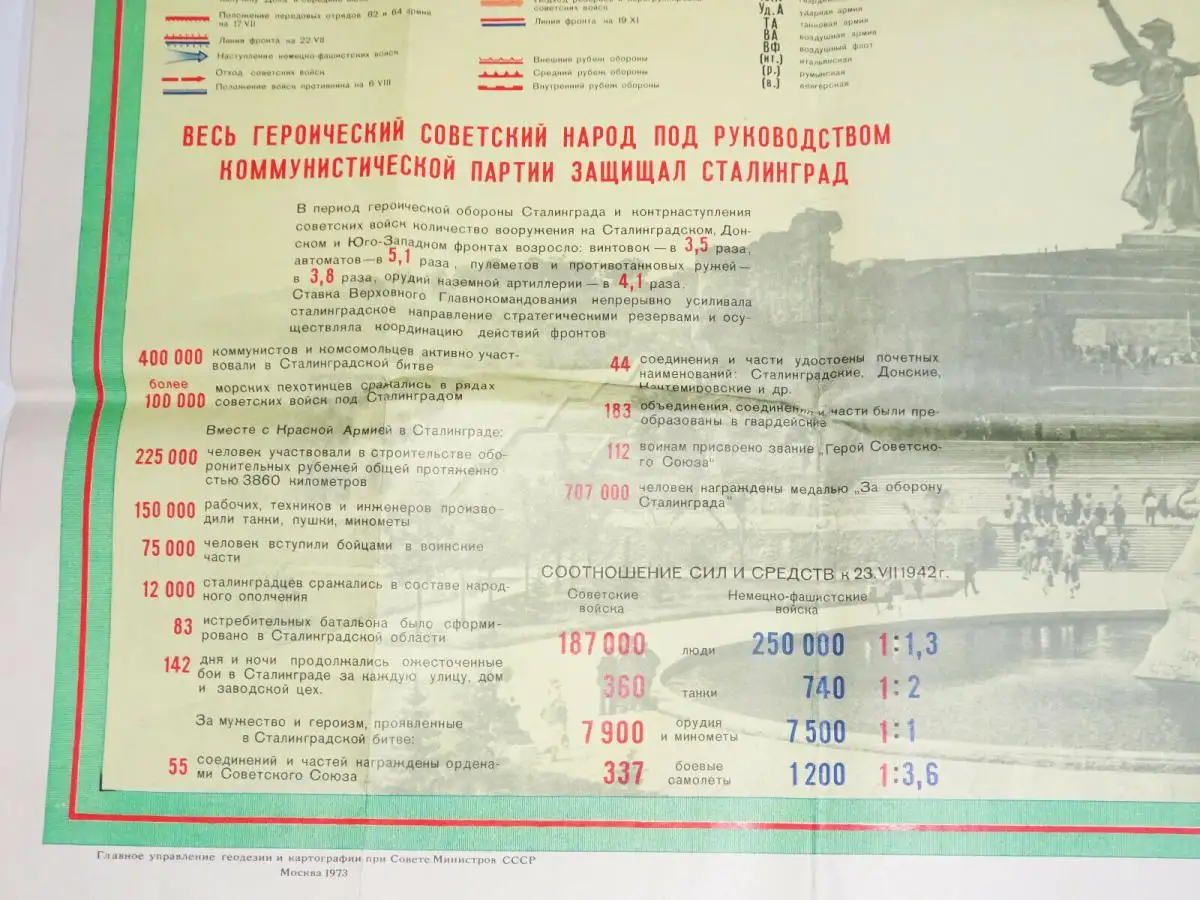 Положение передовых отрядов 62 и 64 армий
на 17 VII
Линия фронта на 22 VII
Наступление немецко-фашистских войск
Отход советских войск
Положение войск противника на 6 VIII
советских войск
Линия фронта на 19 XI
Внешний рубеж обороны
Средний рубеж обороны
Внутренний рубеж обороны
Уд.А ударная армия
ТА танковая армия
ВА воздушная армия
ВФ воздушный флот
(ит.) итальянская
(р.) румынская
(в.) венгерская
ВЕСЬ ГЕРОИЧЕСКИЙ СОВЕТСКИЙ НАРОД ПОД РУКОВОДСТВОМ
КОММУНИСТИЧЕСКОЙ ПАРТИИ ЗАЩИЩАЛ СТАЛИНГРАД
В период героической обороны Сталинграда и контрнаступления
советских войск количество вооружения на Сталинградском, Дон-
ском и Юго-Западном фронтах возросло: винтовок — в 3,5 раза,
автоматов — в 5,1 раза, пулеметов и противотанковых ружей —
в 3,8 раза, орудий наземной артиллерии — в 4,1 раза.
Ставка Верховного Главнокомандования непрерывно усиливала
сталинградское направление стратегическими резервами и осу-
ществляла координацию действий фронтов
400 000 коммунистов и комсомольцев активно участ-
вовали в Сталинградской битве
более
100 000 морских пехотинцев сражались в рядах
советских войск под Сталинградом
Вместе с Красной Армией в Сталинграде:
225 000 человек участвовали в строительстве обо-
ронительных рубежей общей протяженно
стью 3860 километров
150 000 рабочих, техников и инженеров произво-
дили танки, пушки, минометы
75 000 человек вступили бойцами в воинские
части
12 000 сталинградцев сражались в составе народ-
ного ополчения
83 истребительных батальона было сформи-
ровано в Сталинградской области
142 дня и ночи продолжались ожесточенные
бои в Сталинграде за каждую улицу, дом
и заводской цех.
За мужество и героизм, проявленные
в Сталинградской битве:
55 соединений и частей награждены ордена-
ми Советского Союза
44 соединения и части удостоены почетных
наименований: Сталинградские, Донские,
Кантемировские и др.
183 объединения, соединения и части были пре-
образованы в гвардейские
112 воинам присвоено звание „Герой Советско-
го Союза"
707 000 человек награждены медалью „За оборону
Сталинграда"
СООТНОШЕНИЕ СИЛ И СРЕДСТВ к 23.VII 1942 г.
Советские
войска
Немецко-фашистские
войска
187 000 люди 250 000 1:1,3
360 танки 740 1:2
7 900 орудия
и минометы 7 500 1:1
337 боевые
самолеты 1200 1:3,6
Главное управление геодезии и картографии при Совете Министров СССР
Москва 1973